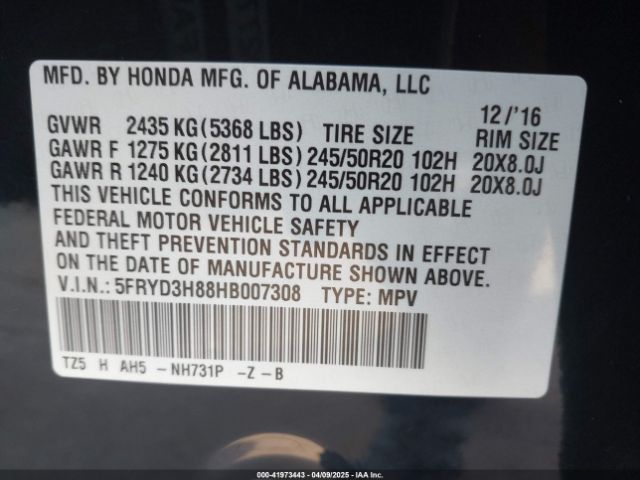 MFD. BY HONDA MFG. OF ALABAMA, LLC
12/'16
GVWR 2435 KG(5368 LBS) TIRE SIZE RIM SIZE
GAWR F 1275 KG(2811 LBS) 245/50R20 102H 20X8.0J
GAWR R 1240 KG(2734 LBS) 245/50R20 102H 20X8.0J
THIS VEHICLE CONFORMS TO ALL APPLICABLE
FEDERAL MOTOR VEHICLE SAFETY
AND THEFT PREVENTION STANDARDS IN EFFECT
ON THE DATE OF MANUFACTURE SHOWN ABOVE.
V.I.N.:5FRYD3H88HB007308 TYPE: MPV
TZ5 H AH5 - NH731P - Z - B
000-41973443 | 04/09/2025 | IAA Inc.